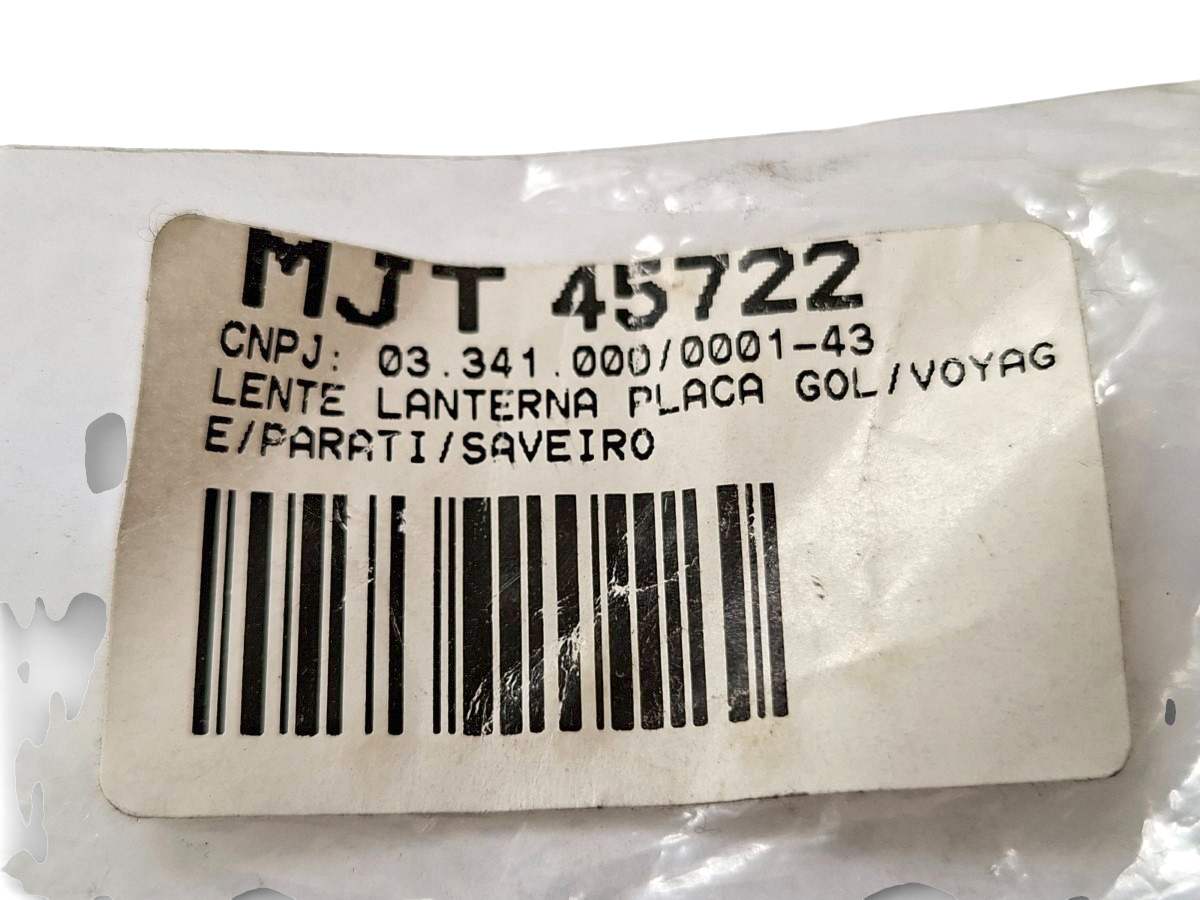 MJT 45722
CNPJ: 03.341.000/0001-43
LENTE LANTERNA PLACA GOL/VOYAG
E/PARATI/SAVEIRO